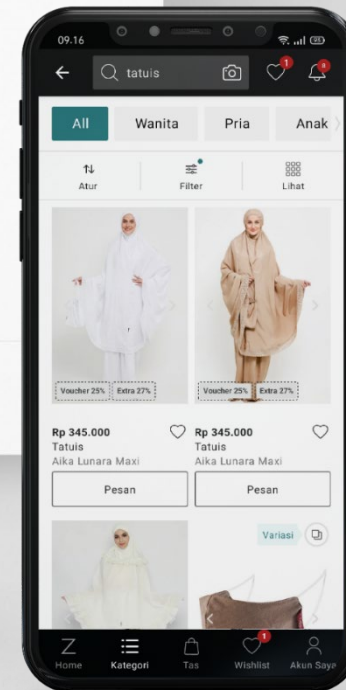 09.16
tatuis
1
All
Wanita
Pria
Anak
Atur
Filter
Lihat
Voucher 25% Extra 27%
Voucher 25% Extra 27%
Rp 345.000
Tatuis
Aika Lunara Maxi
Pesan
Rp 345.000
Tatuis
Aika Lunara Maxi
Pesan
Variasi
Z
Home
Kategori
Tas
1
Wishlist
Akun Saya